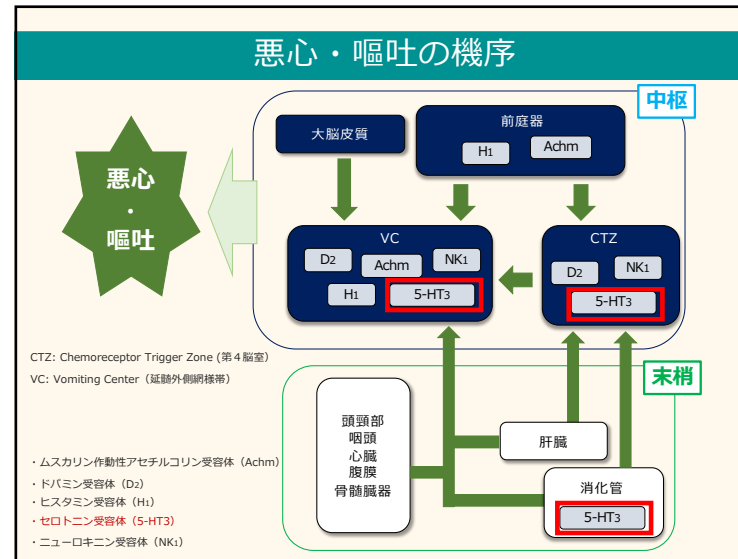 悪心・嘔吐の機序
中枢
大脳皮質
前庭器
H1
Achm
悪心
・
嘔吐
VC
D2
Achm
NK1
H1
5-HT3
CTZ
D2
NK1
5-HT3
CTZ: Chemoreceptor Trigger Zone (第４脳室)
VC: Vomiting Center（延髄外側網様帯）
末梢
頭頸部
咽頭
心臓
腹膜
骨髄臓器
肝臓
消化管
5-HT3
・ムスカリン作動性アセチルコリン受容体（Achm）
・ドパミン受容体（D2）
・ヒスタミン受容体（H1）
・セロトニン受容体（5-HT3）
・ニューロキニン受容体（NK1）